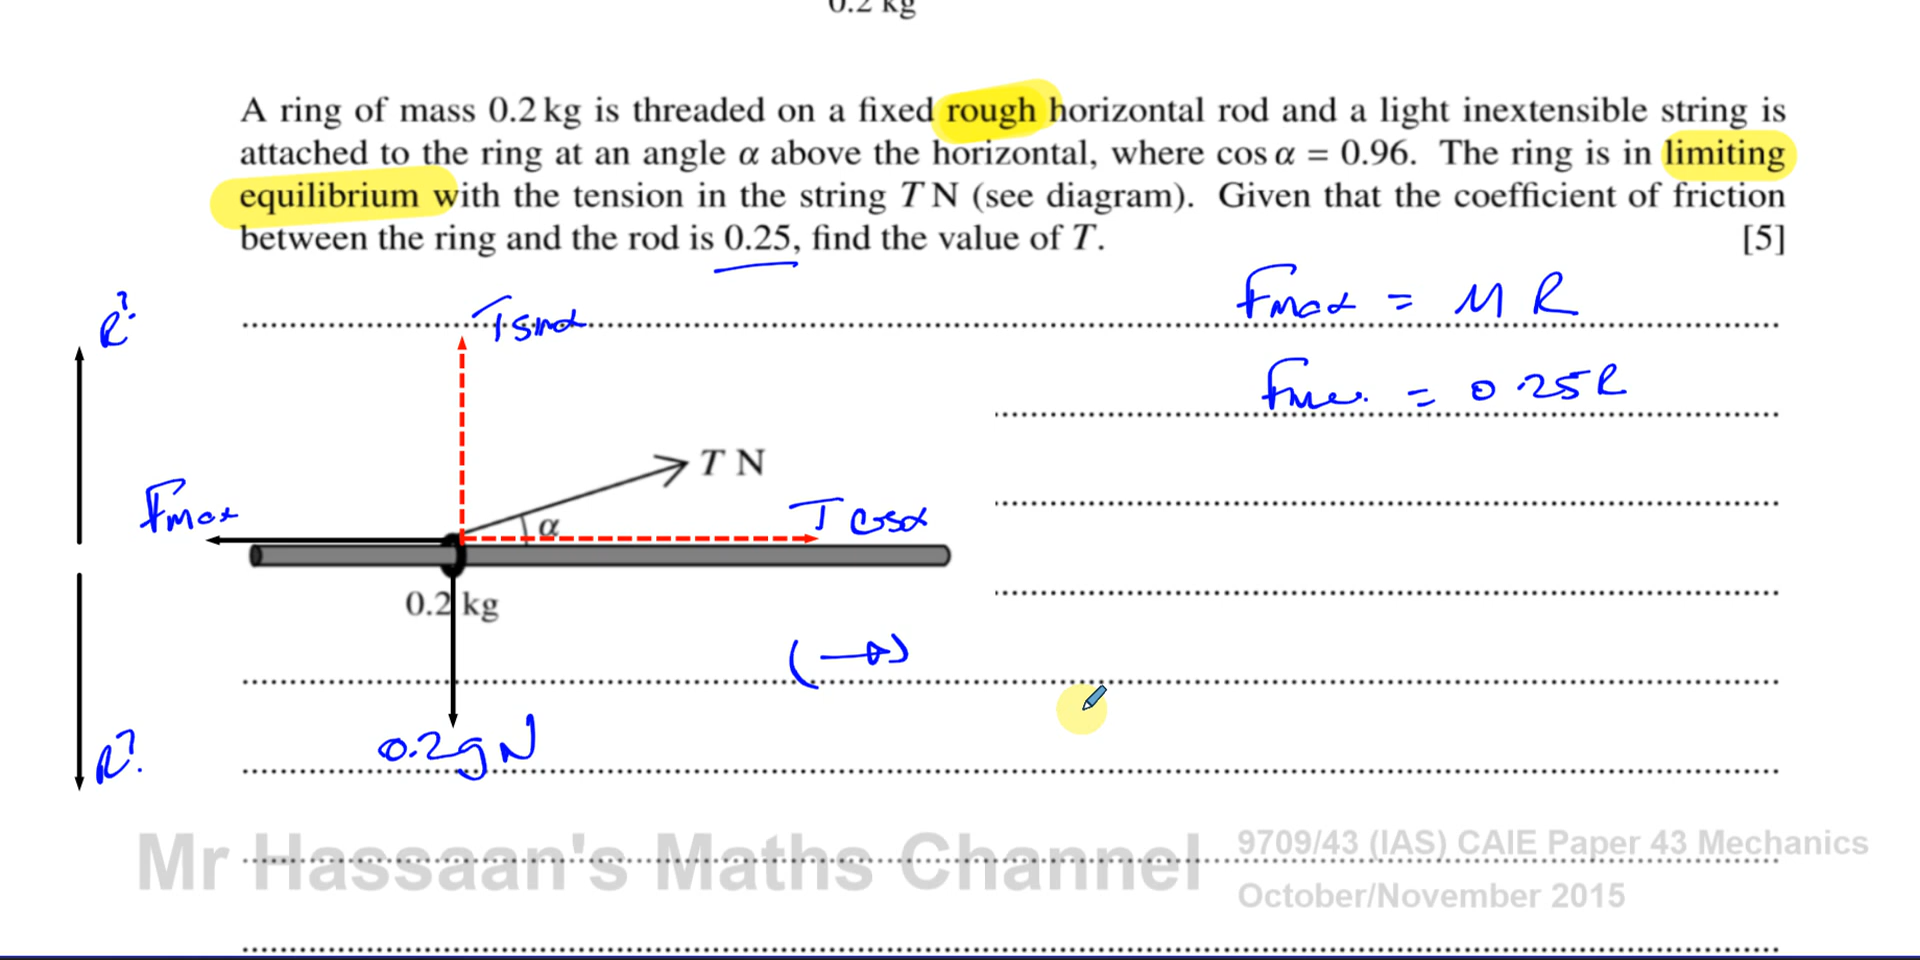 0.2 kg
A ring of mass 0.2 kg is threaded on a fixed rough horizontal rod and a light inextensible string is
attached to the ring at an angle α above the horizontal, where cos α = 0.96. The ring is in limiting
equilibrium with the tension in the string T N (see diagram). Given that the coefficient of friction
between the ring and the rod is 0.25, find the value of T. [5]
Fmax = μ R
R?
T sinα
Fmax = 0.25R
T N
Fmax
T cosα
α
0.2 kg
(→)
R?
0.2g N
Mr Hassaan's Maths Channel
9709/43 (IAS) CAIE Paper 43 Mechanics
October/November 2015